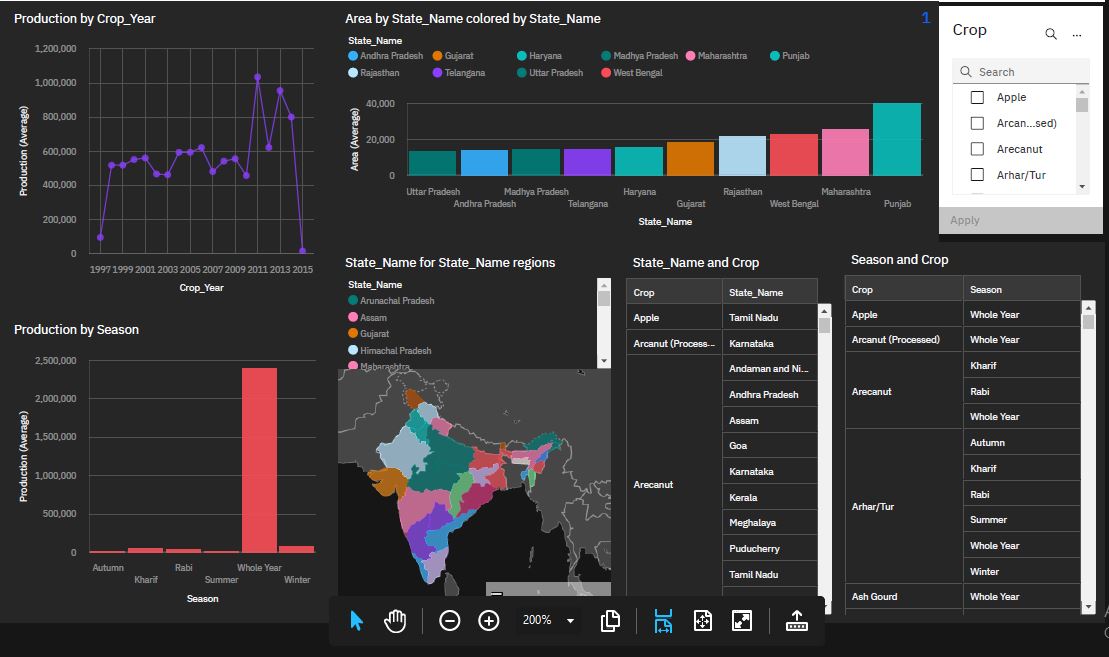 Production by Crop_Year
1,200,000
1,000,000
800,000
600,000
400,000
200,000
0
Production (Average)
1997 1999 2001 2003 2005 2007 2009 2011 2013 2015
Crop_Year
Area by State_Name colored by State_Name
1
State_Name
Andhra Pradesh Gujarat Haryana Madhya Pradesh Maharashtra Punjab
Rajasthan Telangana Uttar Pradesh West Bengal
40,000
20,000
0
Area (Average)
Uttar Pradesh Madhya Pradesh Haryana Rajasthan Maharashtra
Andhra Pradesh Telangana Gujarat West Bengal Punjab
State_Name
Crop
...
Search
Apple
Arcan...sed)
Arecanut
Arhar/Tur
Apply
Production by Season
2,500,000
2,000,000
1,500,000
1,000,000
500,000
0
Production (Average)
Autumn Rabi Whole Year
Kharif Summer Winter
Season
State_Name for State_Name regions
State_Name
Arunachal Pradesh
Assam
Gujarat
Himachal Pradesh
Maharashtra
State_Name and Crop
Crop State_Name
Apple Tamil Nadu
Arcanut (Process... Karnataka
Andaman and Ni...
Andhra Pradesh
Assam
Goa
Karnataka
Arecanut
Kerala
Meghalaya
Puducherry
Tamil Nadu
Season and Crop
Crop Season
Apple Whole Year
Arcanut (Processed) Whole Year
Kharif
Arecanut Rabi
Whole Year
Autumn
Kharif
Rabi
Arhar/Tur
Summer
Whole Year
Winter
Ash Gourd Whole Year
200%